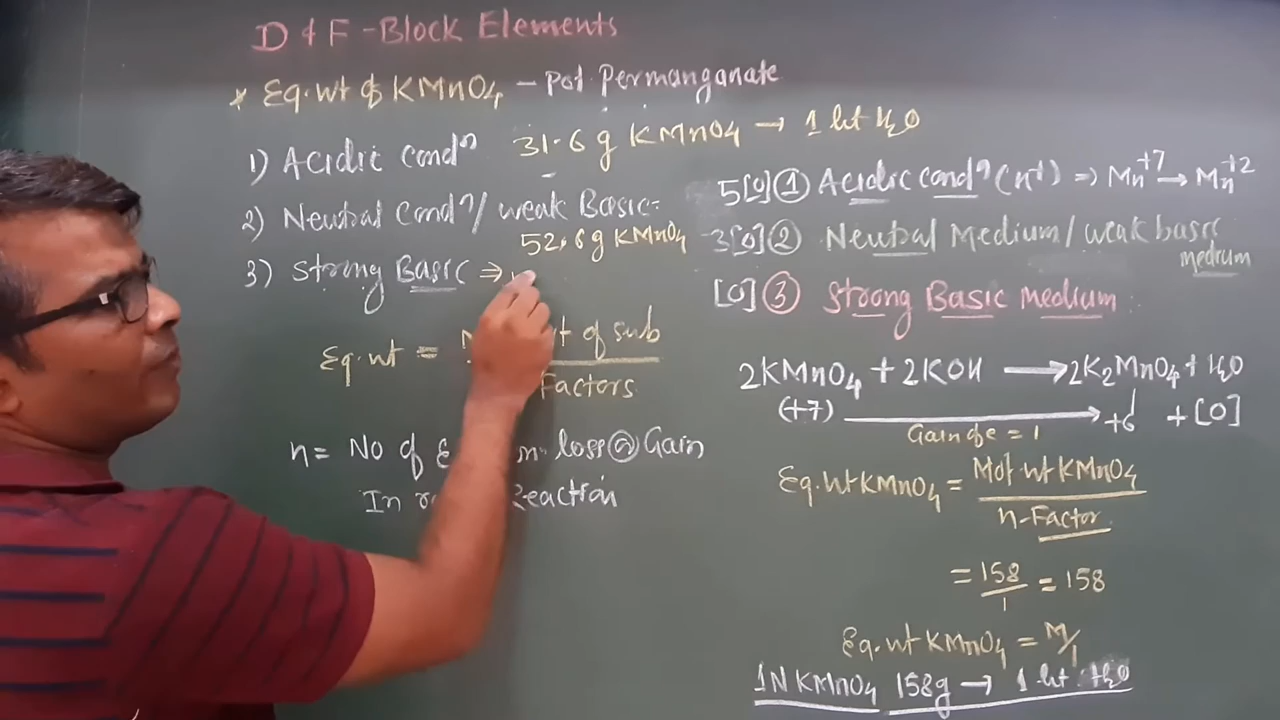 D & F - Block Elements
* Eq. wt of KMnO4 - Pot. Permanganate
1) Acidic Condⁿ 31.6 g KMnO4 → 1 lit H2O
2) Neutral Condⁿ/ weak Basic:
52.6g KMnO4
3) Strong Basic ⇒
Eq. wt = of sub
Factors
n = No of loss or Gain
In Reaction
5[O] ① Acidic Condⁿ (H+) ⇒ Mn+7 → Mn+2
3[O] ② Neutral Medium/weak basic
medium
[O] ③ Strong Basic Medium :
2KMnO4 + 2KOH → 2K2MnO4 + H2O
(+7) → +6 + [O]
Gain of e = 1
Eq. wt KMnO4 = Mol wt KMnO4
n-Factor
= 158/1 = 158
Eq. wt KMnO4 = M/1
1N KMnO4 158g → 1 lit H2O